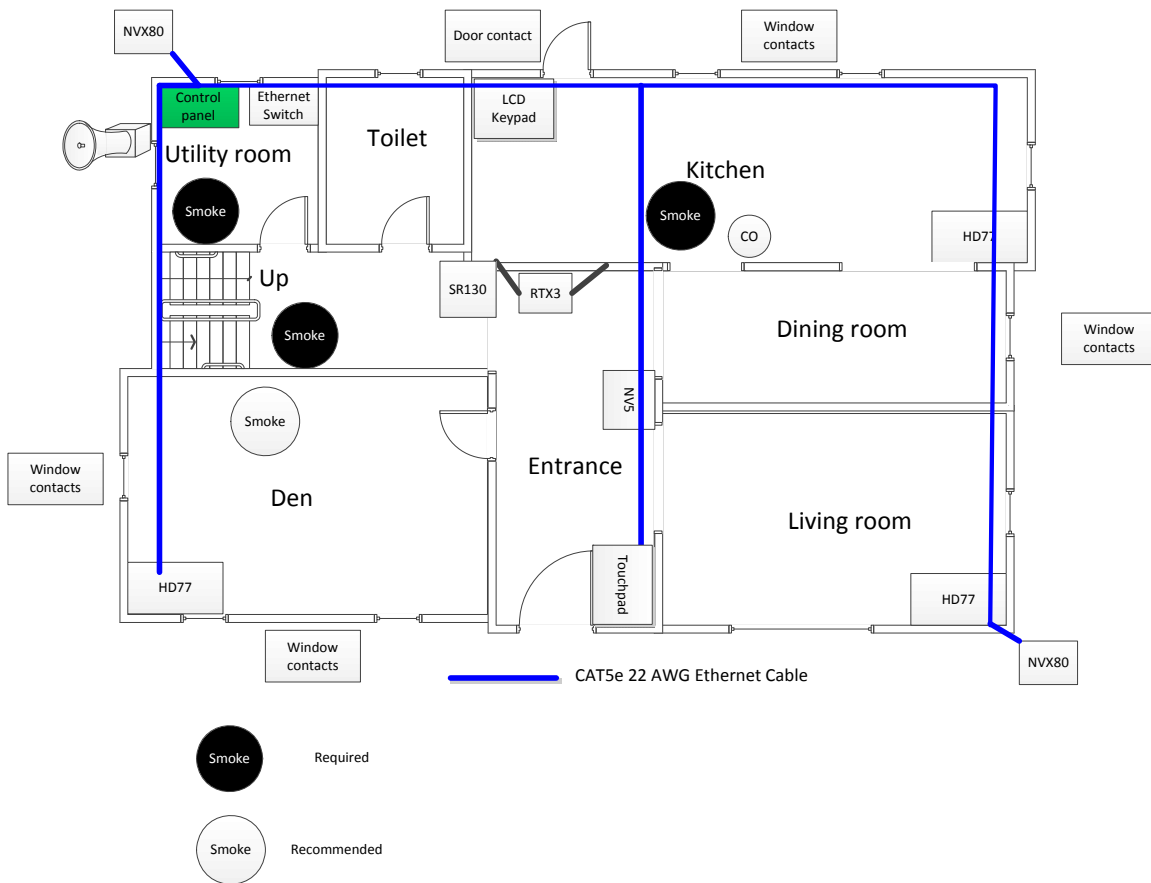 NVX80
Door contact
Window
contacts
Control
panel
Ethernet
Switch
LCD
Keypad
Toilet
Utility room
Kitchen
Smoke
Smoke
CO
HD77
Up
SR130
RTX3
Smoke
Dining room
Window
contacts
NV5
Smoke
Entrance
Window
contacts
Den
Living room
HD77
Touchpad
HD77
Window
contacts
NVX80
CAT5e 22 AWG Ethernet Cable
Smoke
Required
Smoke
Recommended